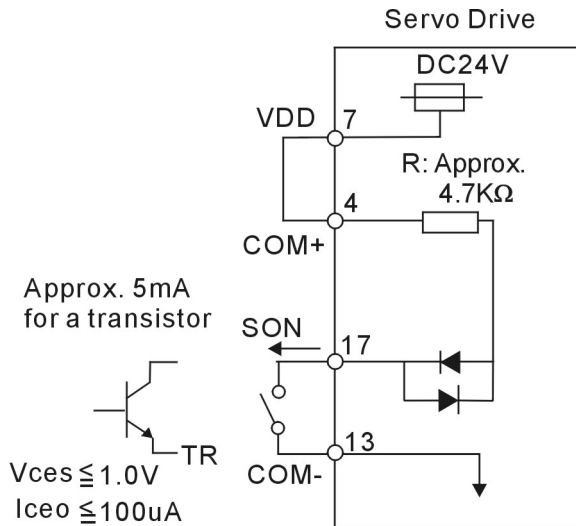 Servo Drive
DC24V
VDD
7
R: Approx.
4.7KΩ
4
COM+
Approx. 5mA
for a transistor
SON
17
TR
13
COM-
Vces ≦ 1.0V
Iceo ≦ 100uA